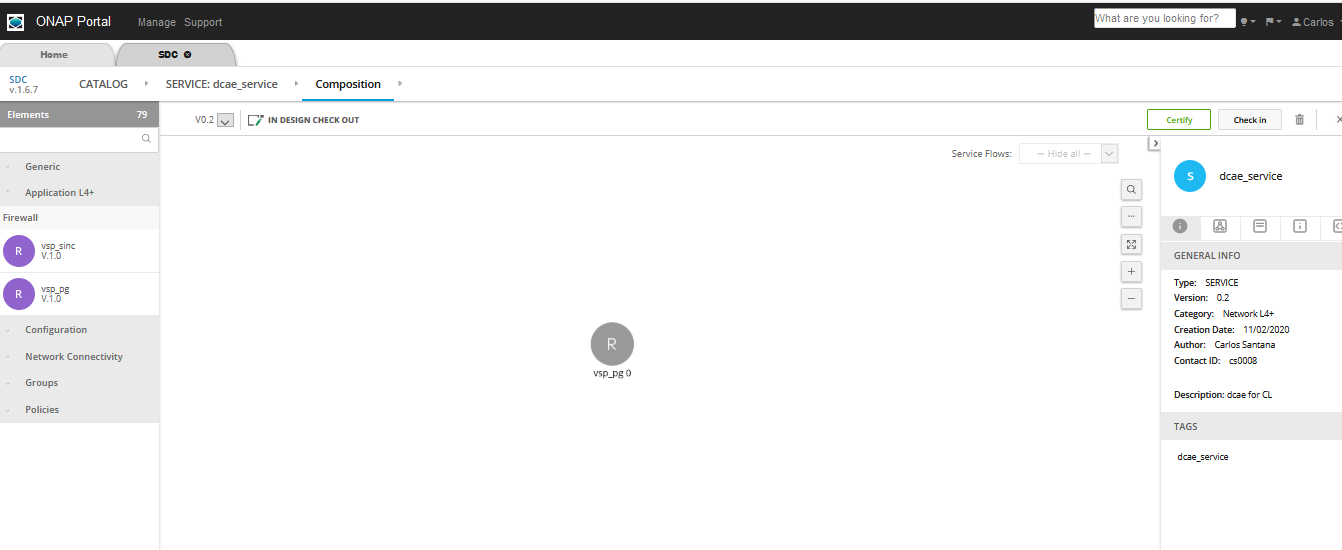 ONAP Portal Manage Support What are you looking for? Carlos
Home SDC
SDC
v.1.6.7
CATALOG SERVICE: dcae_service Composition
Elements 79
V0.2 IN DESIGN CHECK OUT Certify Check in
Service Flows: — Hide all —
Generic
Application L4+
Firewall
R vsp_sinc
V.1.0
R vsp_pg
V.1.0
Configuration
Network Connectivity
Groups
Policies
R
vsp_pg 0
S dcae_service
GENERAL INFO
Type: SERVICE
Version: 0.2
Category: Network L4+
Creation Date: 11/02/2020
Author: Carlos Santana
Contact ID: cs0008
Description: dcae for CL
TAGS
dcae_service